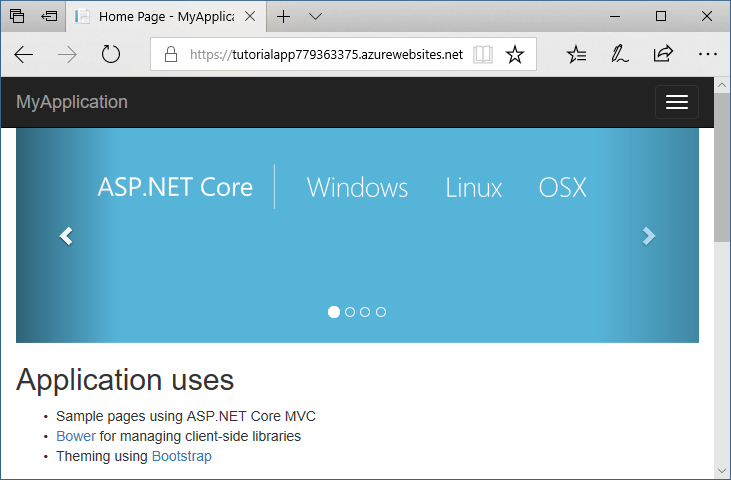 Home Page - MyApplica
https://tutorialapp779363375.azurewebsites.net
MyApplication
ASP.NET Core Windows Linux OSX
Application uses
• Sample pages using ASP.NET Core MVC
• Bower for managing client-side libraries
• Theming using Bootstrap